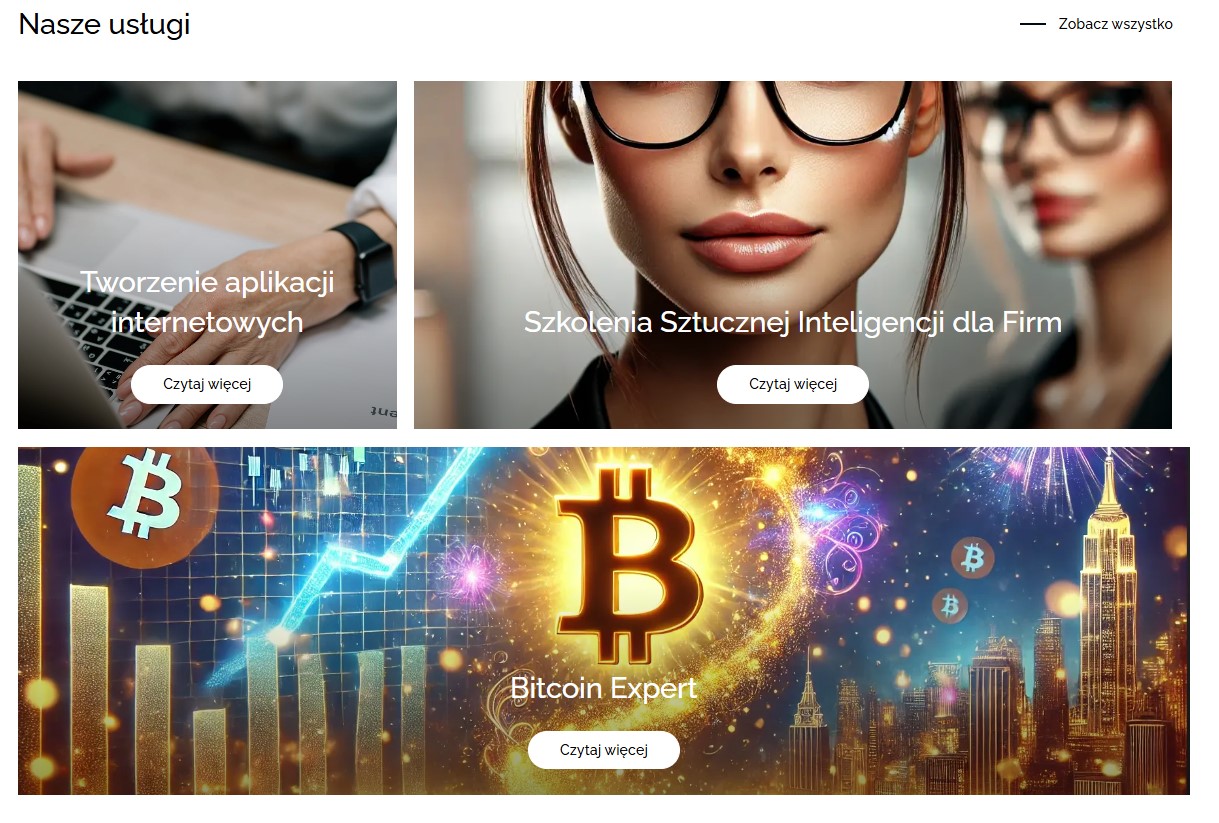 Nasze usługi
Zobacz wszystko
Tworzenie aplikacji
internetowych
Czytaj więcej
Szkolenia Sztucznej Inteligencji dla Firm
Czytaj więcej
Bitcoin Expert
Czytaj więcej